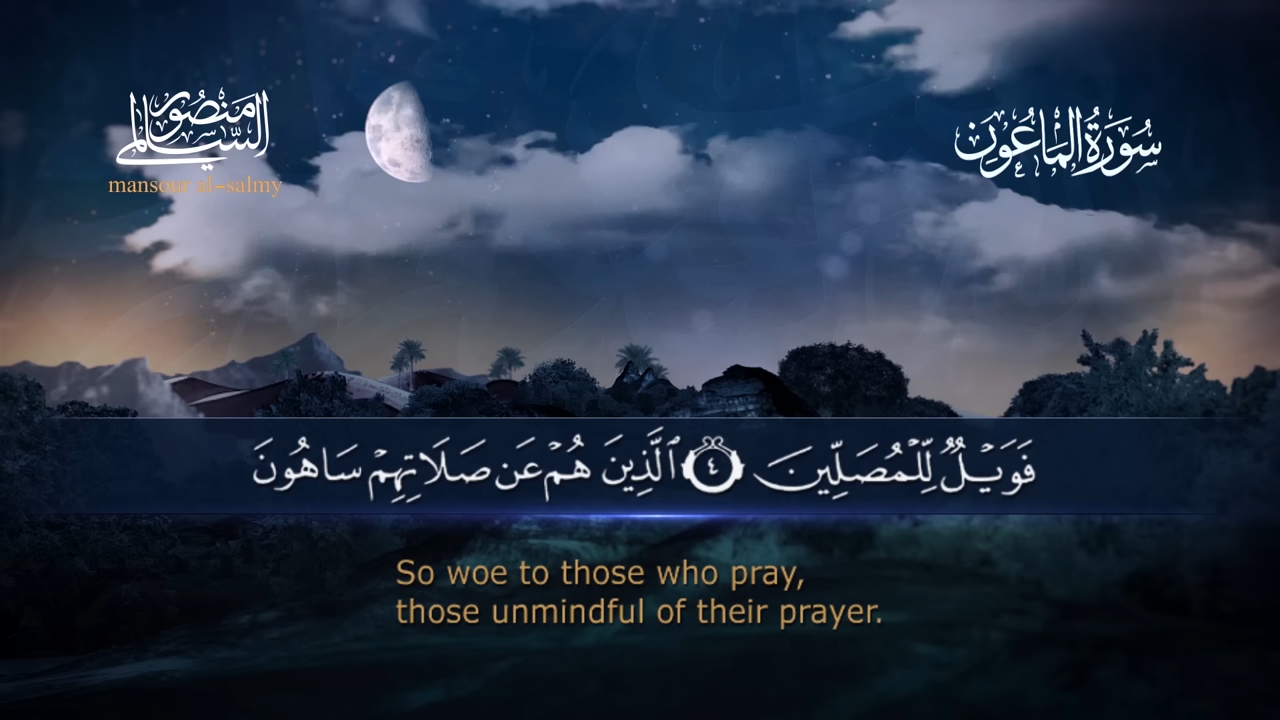 منصور
السالمي
mansour al-salmy
سُورَةُ المَاعُون
فَوَيْلٌ لِّلْمُصَلِّينَ ٤ ٱلَّذِينَ هُمْ عَن صَلَاتِهِمْ سَاهُونَ
So woe to those who pray,
those unmindful of their prayer.